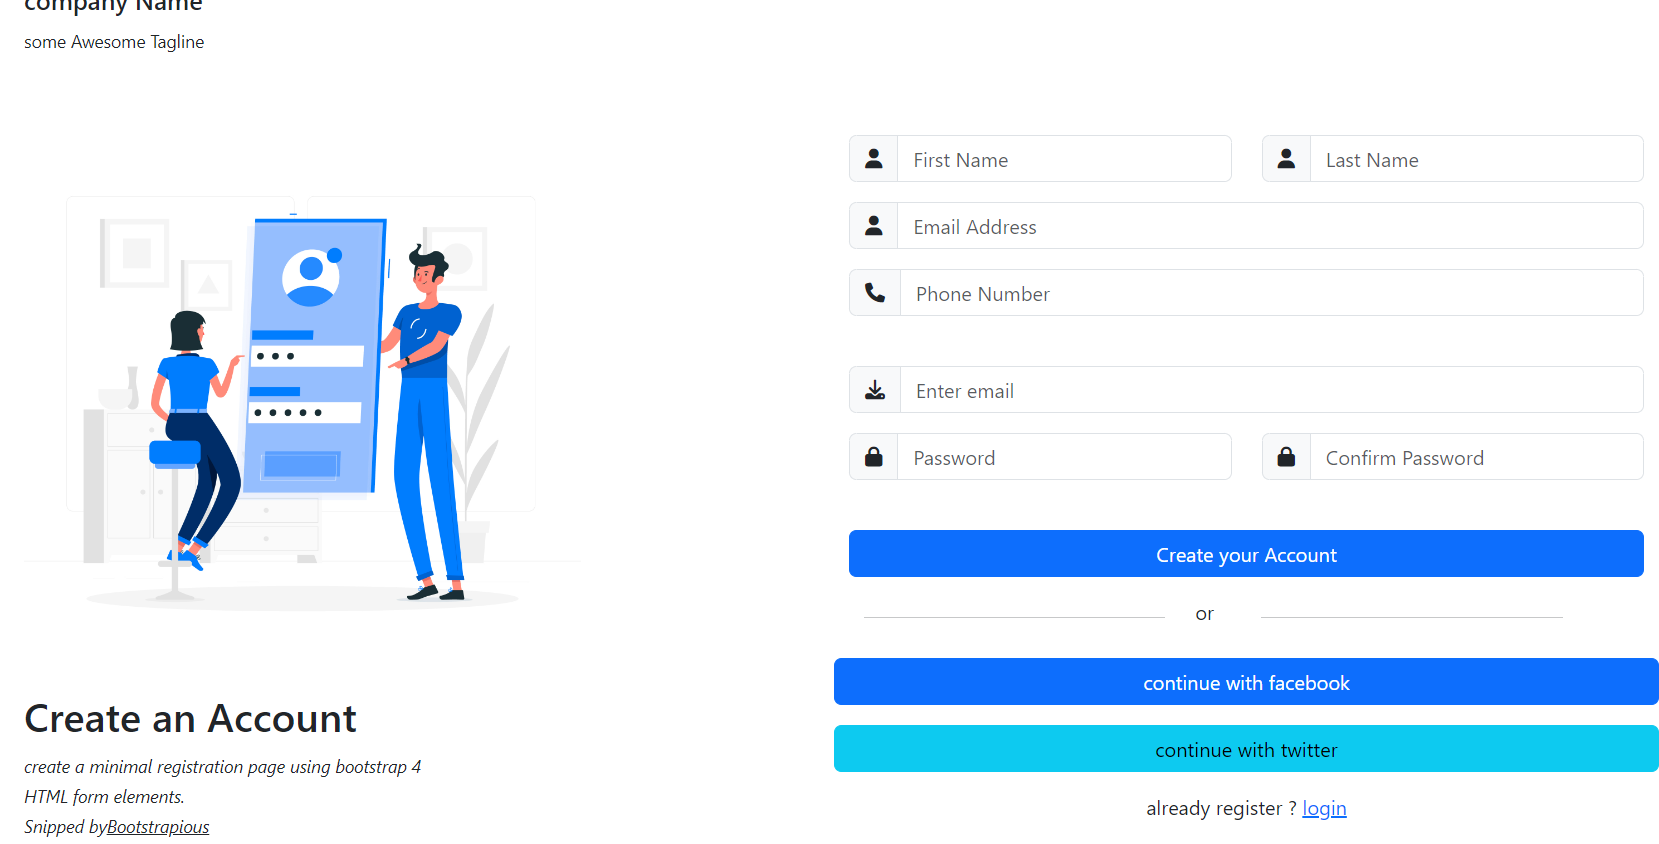 company Name
some Awesome Tagline
First Name
Last Name
Email Address
Phone Number
Enter email
Password
Confirm Password
Create your Account
or
continue with facebook
continue with twitter
already register ? login
Create an Account
create a minimal registration page using bootstrap 4
HTML form elements.
Snipped byBootstrapious